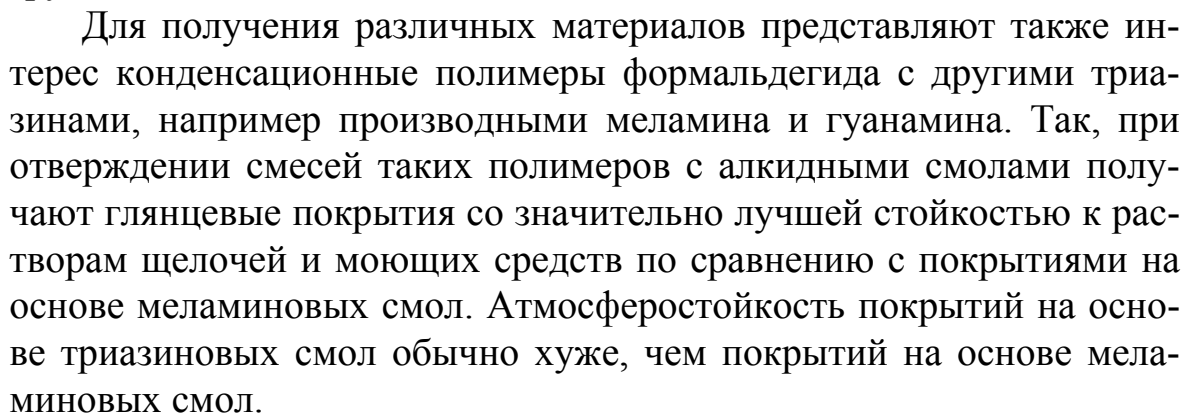 Для получения различных материалов представляют также ин-
терес конденсационные полимеры формальдегида с другими триа-
зинами, например производными меламина и гуанамина. Так, при
отверждении смесей таких полимеров с алкидными смолами полу-
чают глянцевые покрытия со значительно лучшей стойкостью к рас-
творам щелочей и моющих средств по сравнению с покрытиями на
основе меламиновых смол. Атмосферостойкость покрытий на осно-
ве триазиновых смол обычно хуже, чем покрытий на основе мела-
миновых смол.